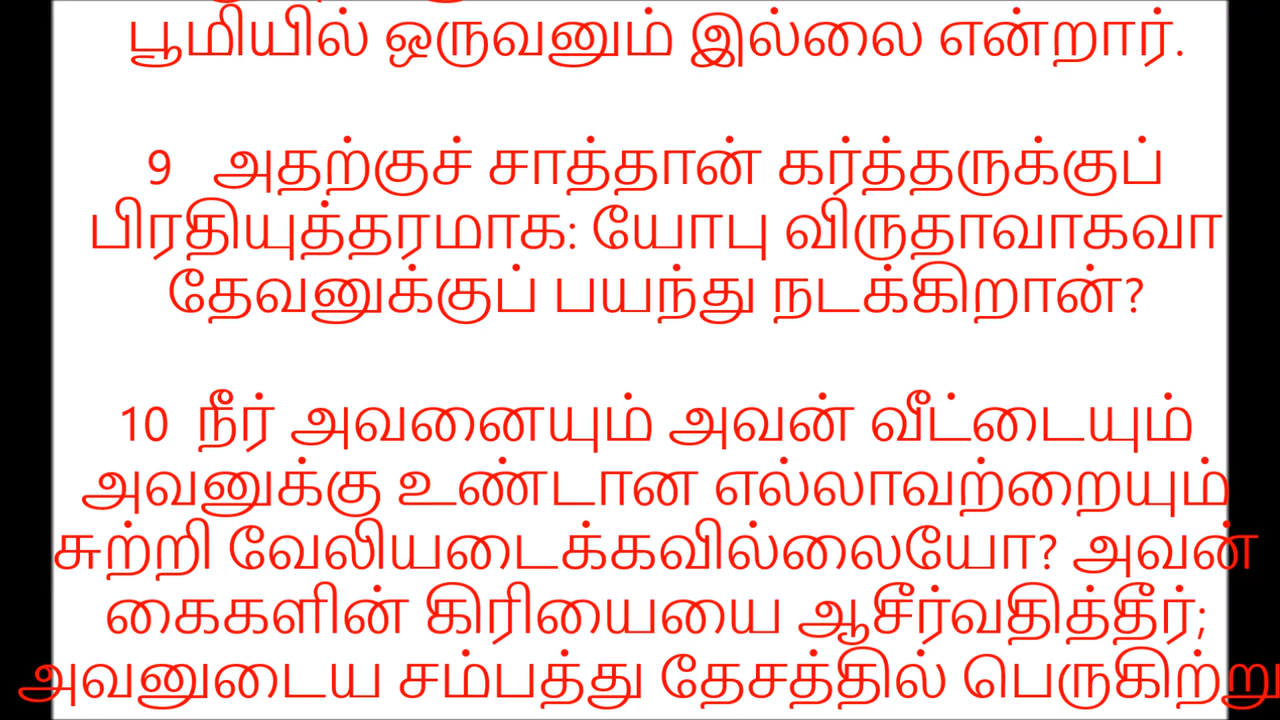 பூமியில் ஒருவனும் இல்லை என்றார்.
9 அதற்குச் சாத்தான் கர்த்தருக்குப்
பிரதியுத்தரமாக: யோபு விருதாவாகவா
தேவனுக்குப் பயந்து நடக்கிறான்?
10 நீர் அவனையும் அவன் வீட்டையும்
அவனுக்கு உண்டான எல்லாவற்றையும்
சுற்றி வேலியடைக்கவில்லையோ? அவன்
கைகளின் கிரியையை ஆசீர்வதித்தீர்;
அவனுடைய சம்பத்து தேசத்தில் பெருகிற்று